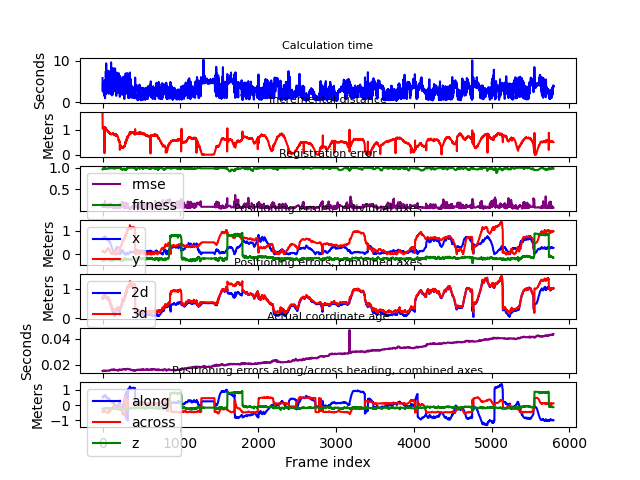 Calculation time
10
0
Seconds
Incremental distance
1
0
Meters
Registration error
1.0
0.5
rmse
fitness
Positioning errors, individual axes
1
0
Meters
x
y
Positioning errors, combined axes
1
0
Meters
2d
3d
Actual coordinate age
0.04
0.02
Seconds
Positioning errors along/across heading, combined axes
1
0
−1
Meters
along
across
z
0 1000 2000 3000 4000 5000 6000
Frame index